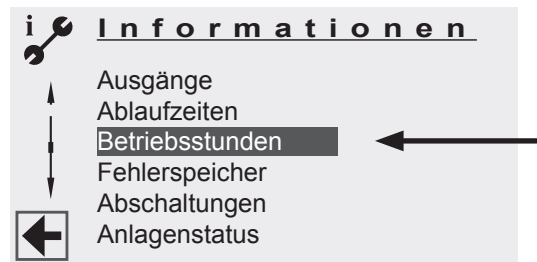 i Informationen
Ausgänge
Ablaufzeiten
Betriebsstunden
Fehlerspeicher
Abschaltungen
Anlagenstatus